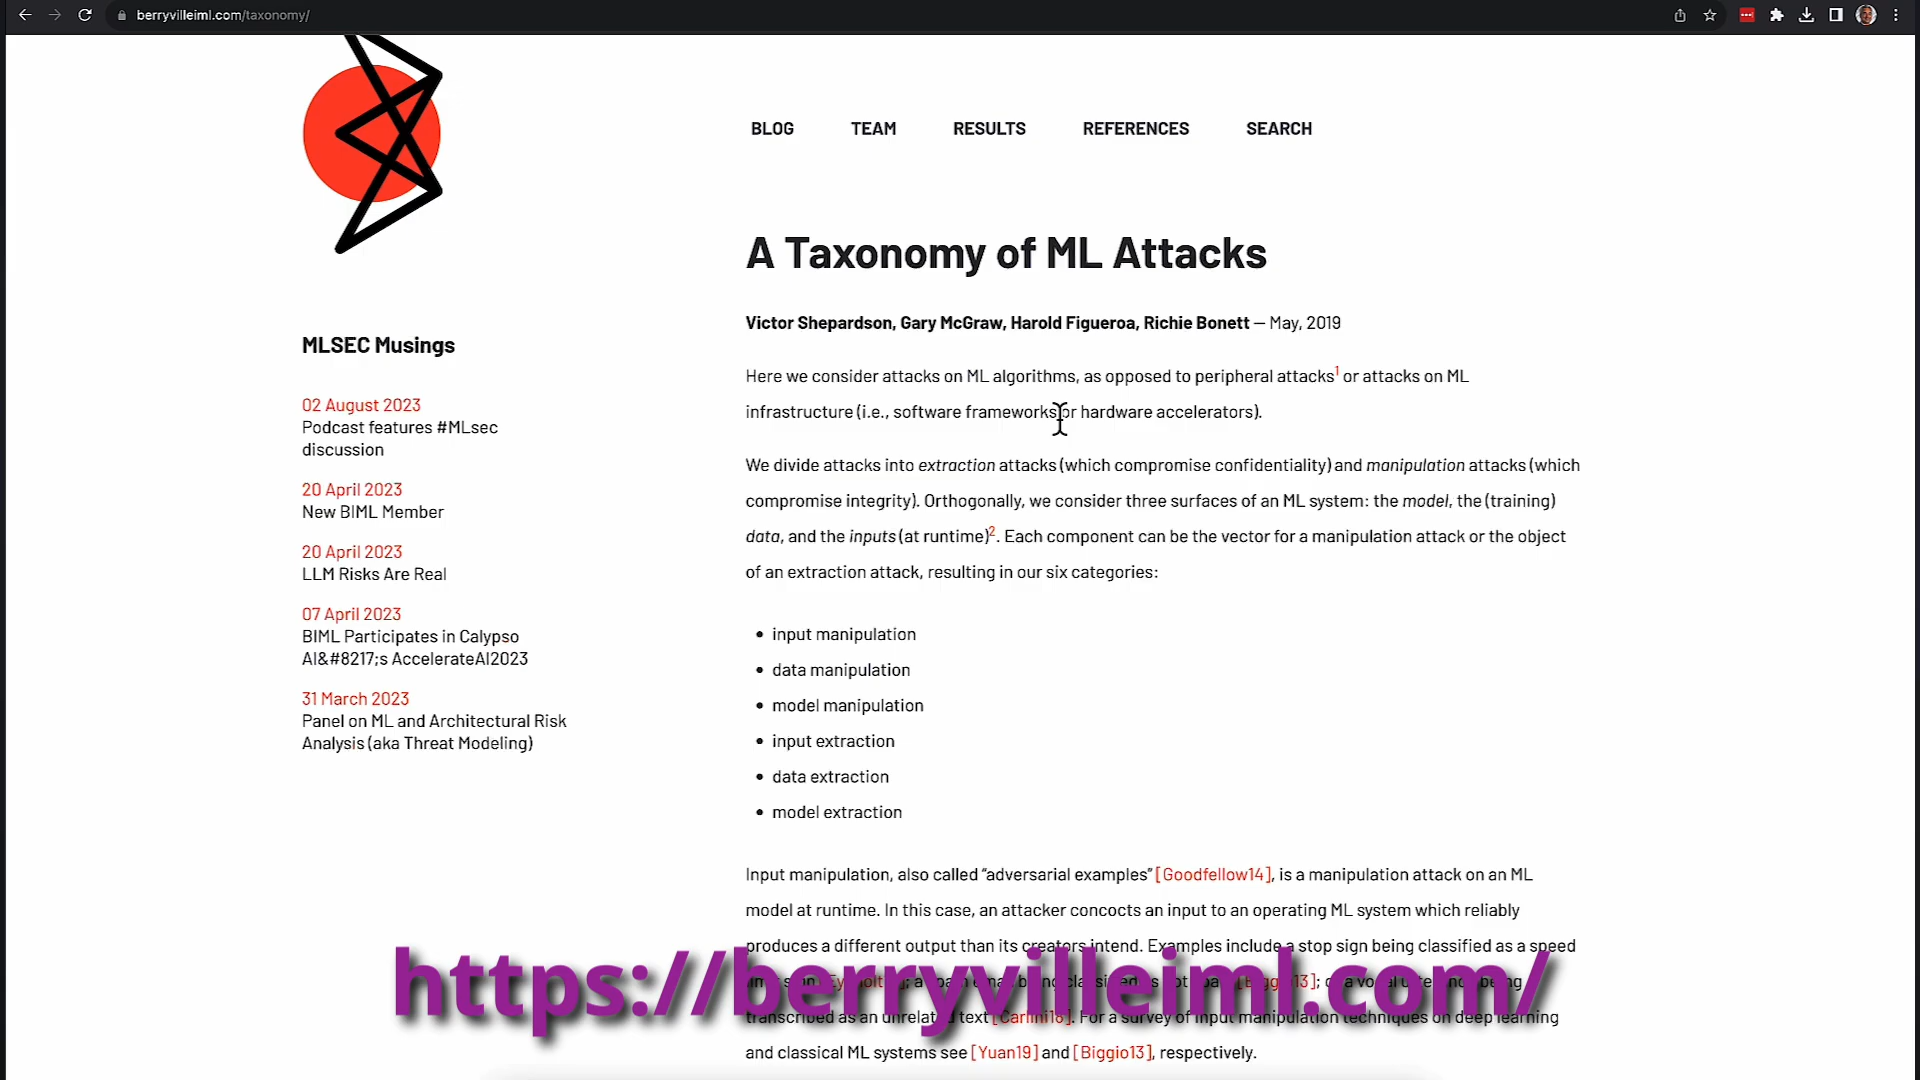 berryvilleiml.com/taxonomy/
BLOG TEAM RESULTS REFERENCES SEARCH
A Taxonomy of ML Attacks
Victor Shepardson, Gary McGraw, Harold Figueroa, Richie Bonett — May, 2019
Here we consider attacks on ML algorithms, as opposed to peripheral attacks1 or attacks on ML
infrastructure (i.e., software frameworks or hardware accelerators).
We divide attacks into extraction attacks (which compromise confidentiality) and manipulation attacks (which
compromise integrity). Orthogonally, we consider three surfaces of an ML system: the model, the (training)
data, and the inputs (at runtime)2. Each component can be the vector for a manipulation attack or the object
of an extraction attack, resulting in our six categories:
• input manipulation
• data manipulation
• model manipulation
• input extraction
• data extraction
• model extraction
Input manipulation, also called “adversarial examples” [Goodfellow14], is a manipulation attack on an ML
model at runtime. In this case, an attacker concocts an input to an operating ML system which reliably
produces a different output than its creators intend. Examples include a stop sign being classified as a speed
sign being classified being
transcribed as an unrelated text [Carlini18]. For a survey of input manipulation techniques on deep learning
and classical ML systems see [Yuan19] and [Biggio13], respectively.
MLSEC Musings
02 August 2023
Podcast features #MLsec
discussion
20 April 2023
New BIML Member
20 April 2023
LLM Risks Are Real
07 April 2023
BIML Participates in Calypso
AI&#8217;s AccelerateAI2023
31 March 2023
Panel on ML and Architectural Risk
Analysis (aka Threat Modeling)
https://berryvilleiml.com/